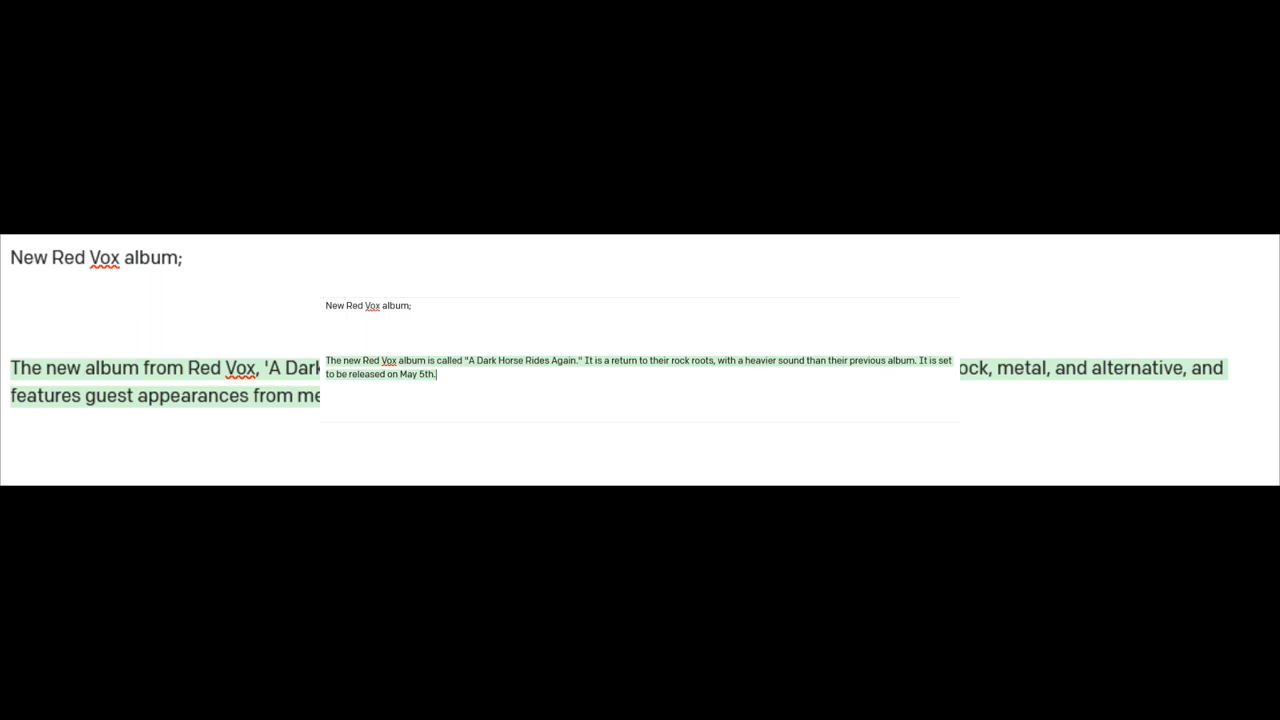 New Red Vox album;
New Red Vox album;
The new album from Red Vox, 'A Dark
ock, metal, and alternative, and
features guest appearances from me
The new Red Vox album is called "A Dark Horse Rides Again." It is a return to their rock roots, with a heavier sound than their previous album. It is set
to be released on May 5th.